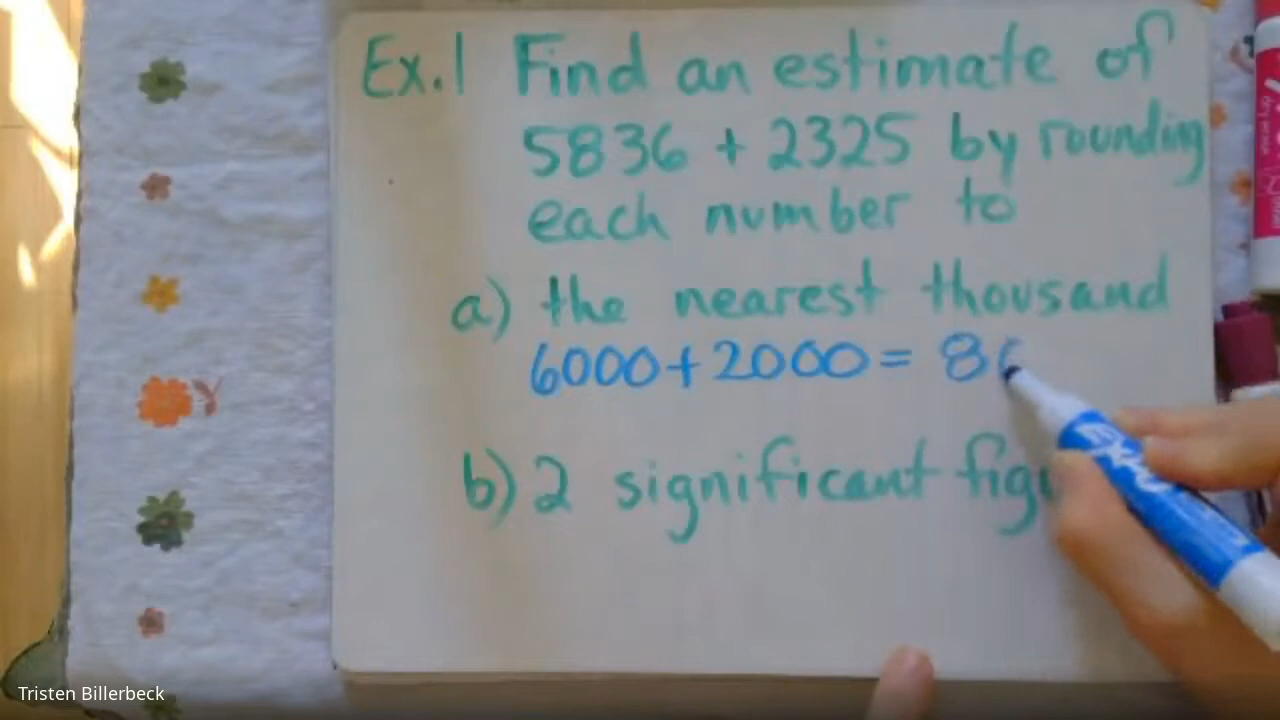 Ex.1 Find an estimate of
5836 + 2325 by rounding
each number to
a) the nearest thousand
6000+2000= 8
b) 2 significant
EXPO
Tristen Billerbeck